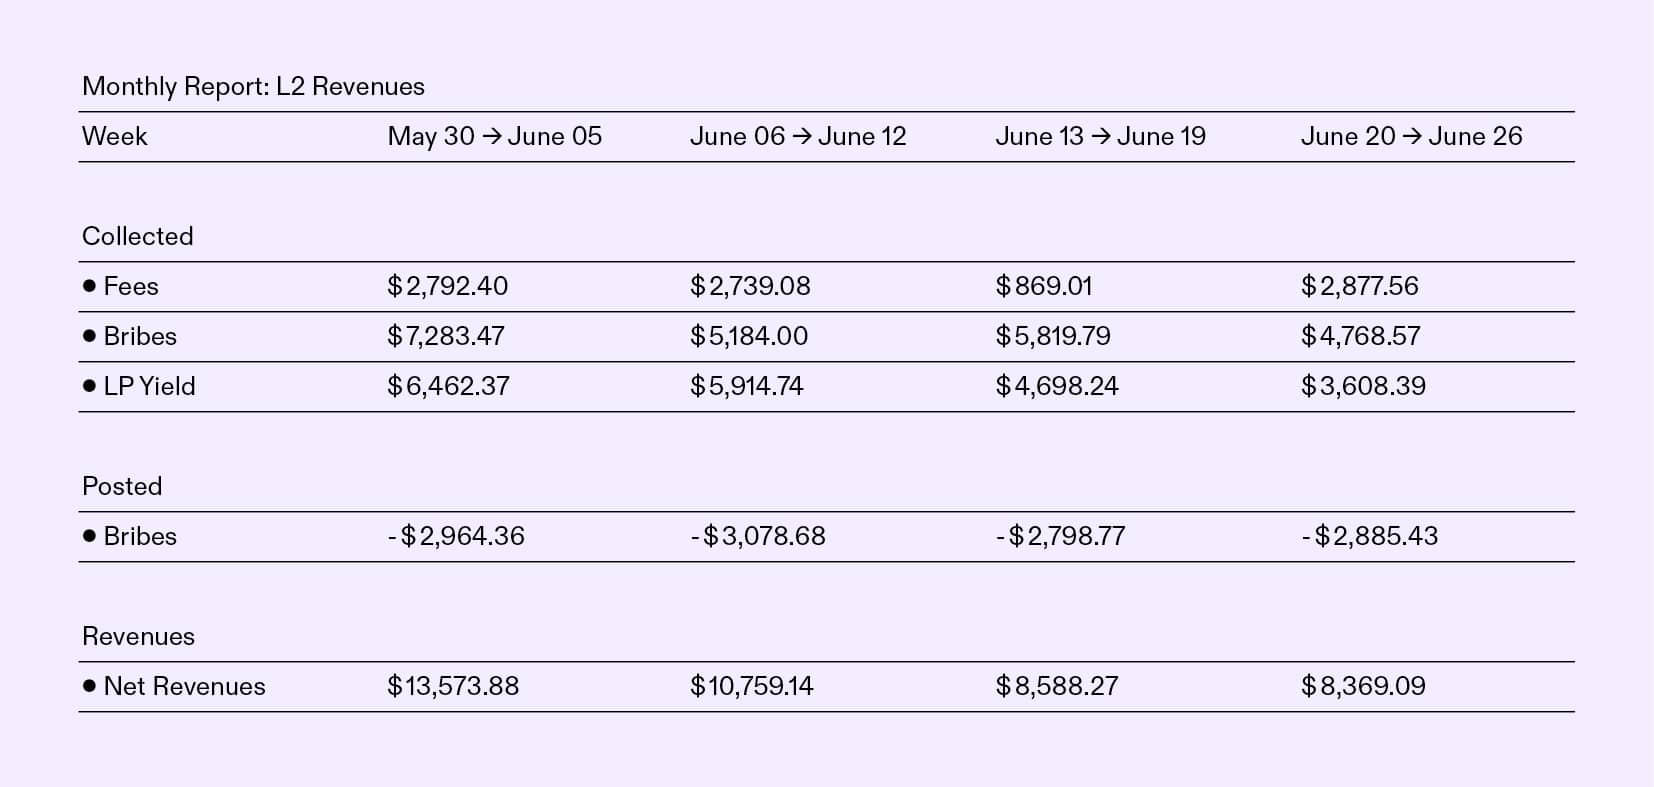 Monthly Report: L2 Revenues
Week May 30 → June 05 June 06 → June 12 June 13 → June 19 June 20 → June 26
Collected
● Fees $2,792.40 $2,739.08 $869.01 $2,877.56
● Bribes $7,283.47 $5,184.00 $5,819.79 $4,768.57
● LP Yield $6,462.37 $5,914.74 $4,698.24 $3,608.39
Posted
● Bribes -$2,964.36 -$3,078.68 -$2,798.77 -$2,885.43
Revenues
● Net Revenues $13,573.88 $10,759.14 $8,588.27 $8,369.09